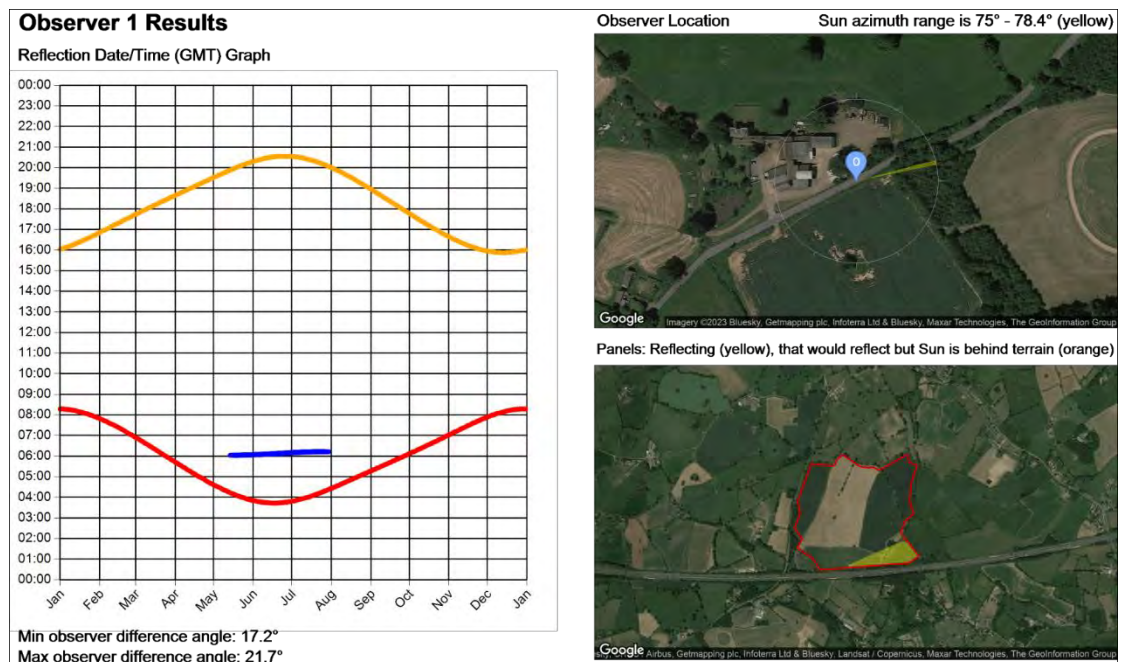 Observer 1 Results
Reflection Date/Time (GMT) Graph
00:00
23:00
22:00
21:00
20:00
19:00
18:00
17:00
16:00
15:00
14:00
13:00
12:00
11:00
10:00
09:00
08:00
07:00
06:00
05:00
04:00
03:00
02:00
01:00
00:00
Jan Feb Mar Apr May Jun Jul Aug Sep Oct Nov Dec Jan
Min observer difference angle: 17.2°
Max observer difference angle: 21.7°
Observer Location Sun azimuth range is 75° - 78.4° (yellow)
0
Google Imagery ©2023 Bluesky, Getmapping plc, Infoterra Ltd & Bluesky, Maxar Technologies, The GeoInformation Group
Panels: Reflecting (yellow), that would reflect but Sun is behind terrain (orange)
Google Airbus, Getmapping plc, Infoterra Ltd & Bluesky, Landsat / Copernicus, Maxar Technologies, The GeoInformation Group